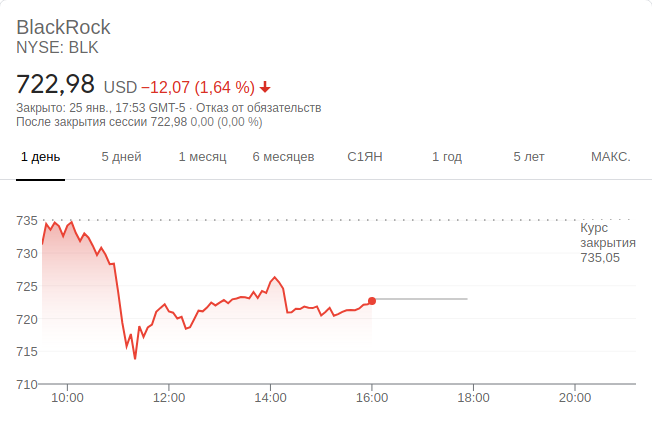 BlackRock
NYSE: BLK
722,98 USD −12,07 (1,64 %)
Закрыто: 25 янв., 17:53 GMT-5 · Отказ от обязательств
После закрытия сессии 722,98 0,00 (0,00 %)
1 день 5 дней 1 месяц 6 месяцев С1ЯН 1 год 5 лет МАКС.
735
730
725
720
715
710
Курс
закрытия
735,05
10:00 12:00 14:00 16:00 18:00 20:00